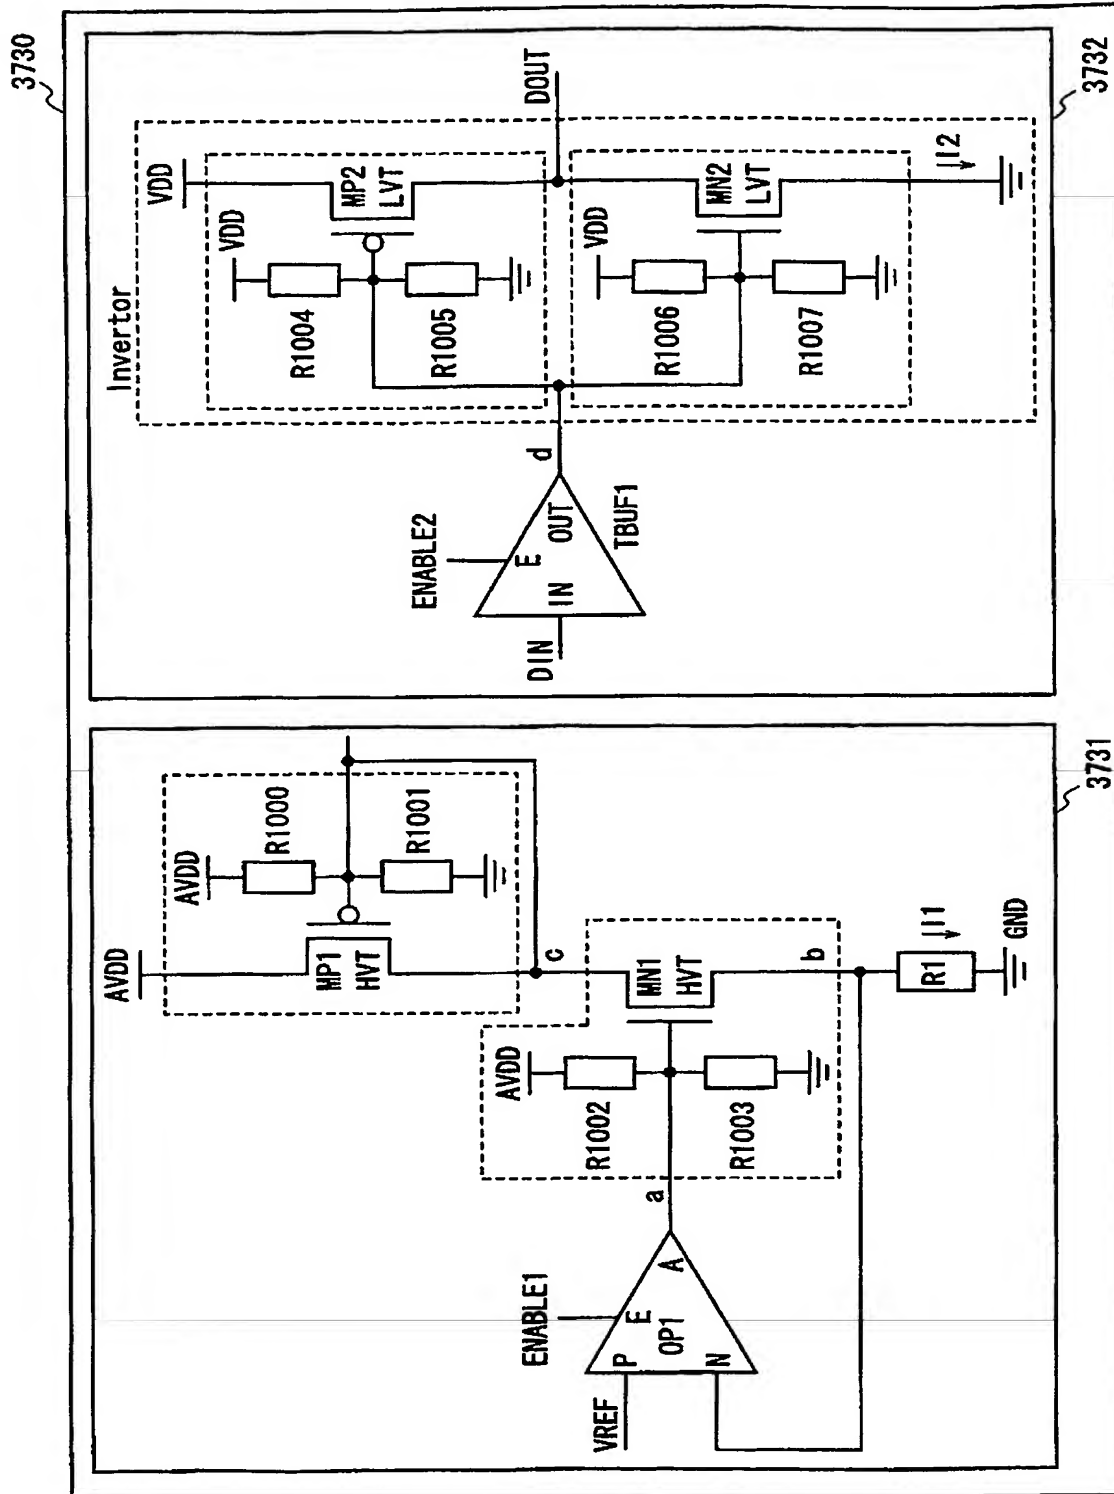 3730
3731
AVDD
AVDD
R1000
R1001
MP1
HVT
c
AVDD
R1002
R1003
MN1
HVT
a
b
ENABLE1
VREF
P
E
OP1
N
A
R1
I1
GND
3732
Invertor
VDD
VDD
R1004
R1005
MP2
LVT
DOUT
VDD
R1006
R1007
MN2
LVT
I2
d
ENABLE2
E
DIN
IN
OUT
TBUF1